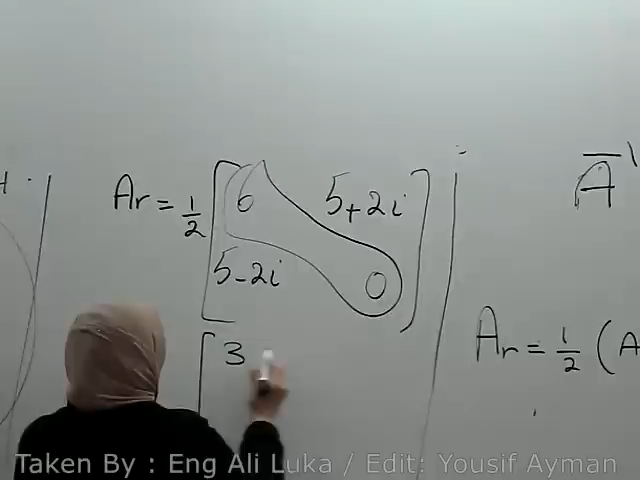 H.
Ar = 1/2 [ 6 5+2i
5-2i 0 ]
[ 3
A
Ar = 1/2 (A
Taken By : Eng Ali Luka / Edit: Yousif Ayman